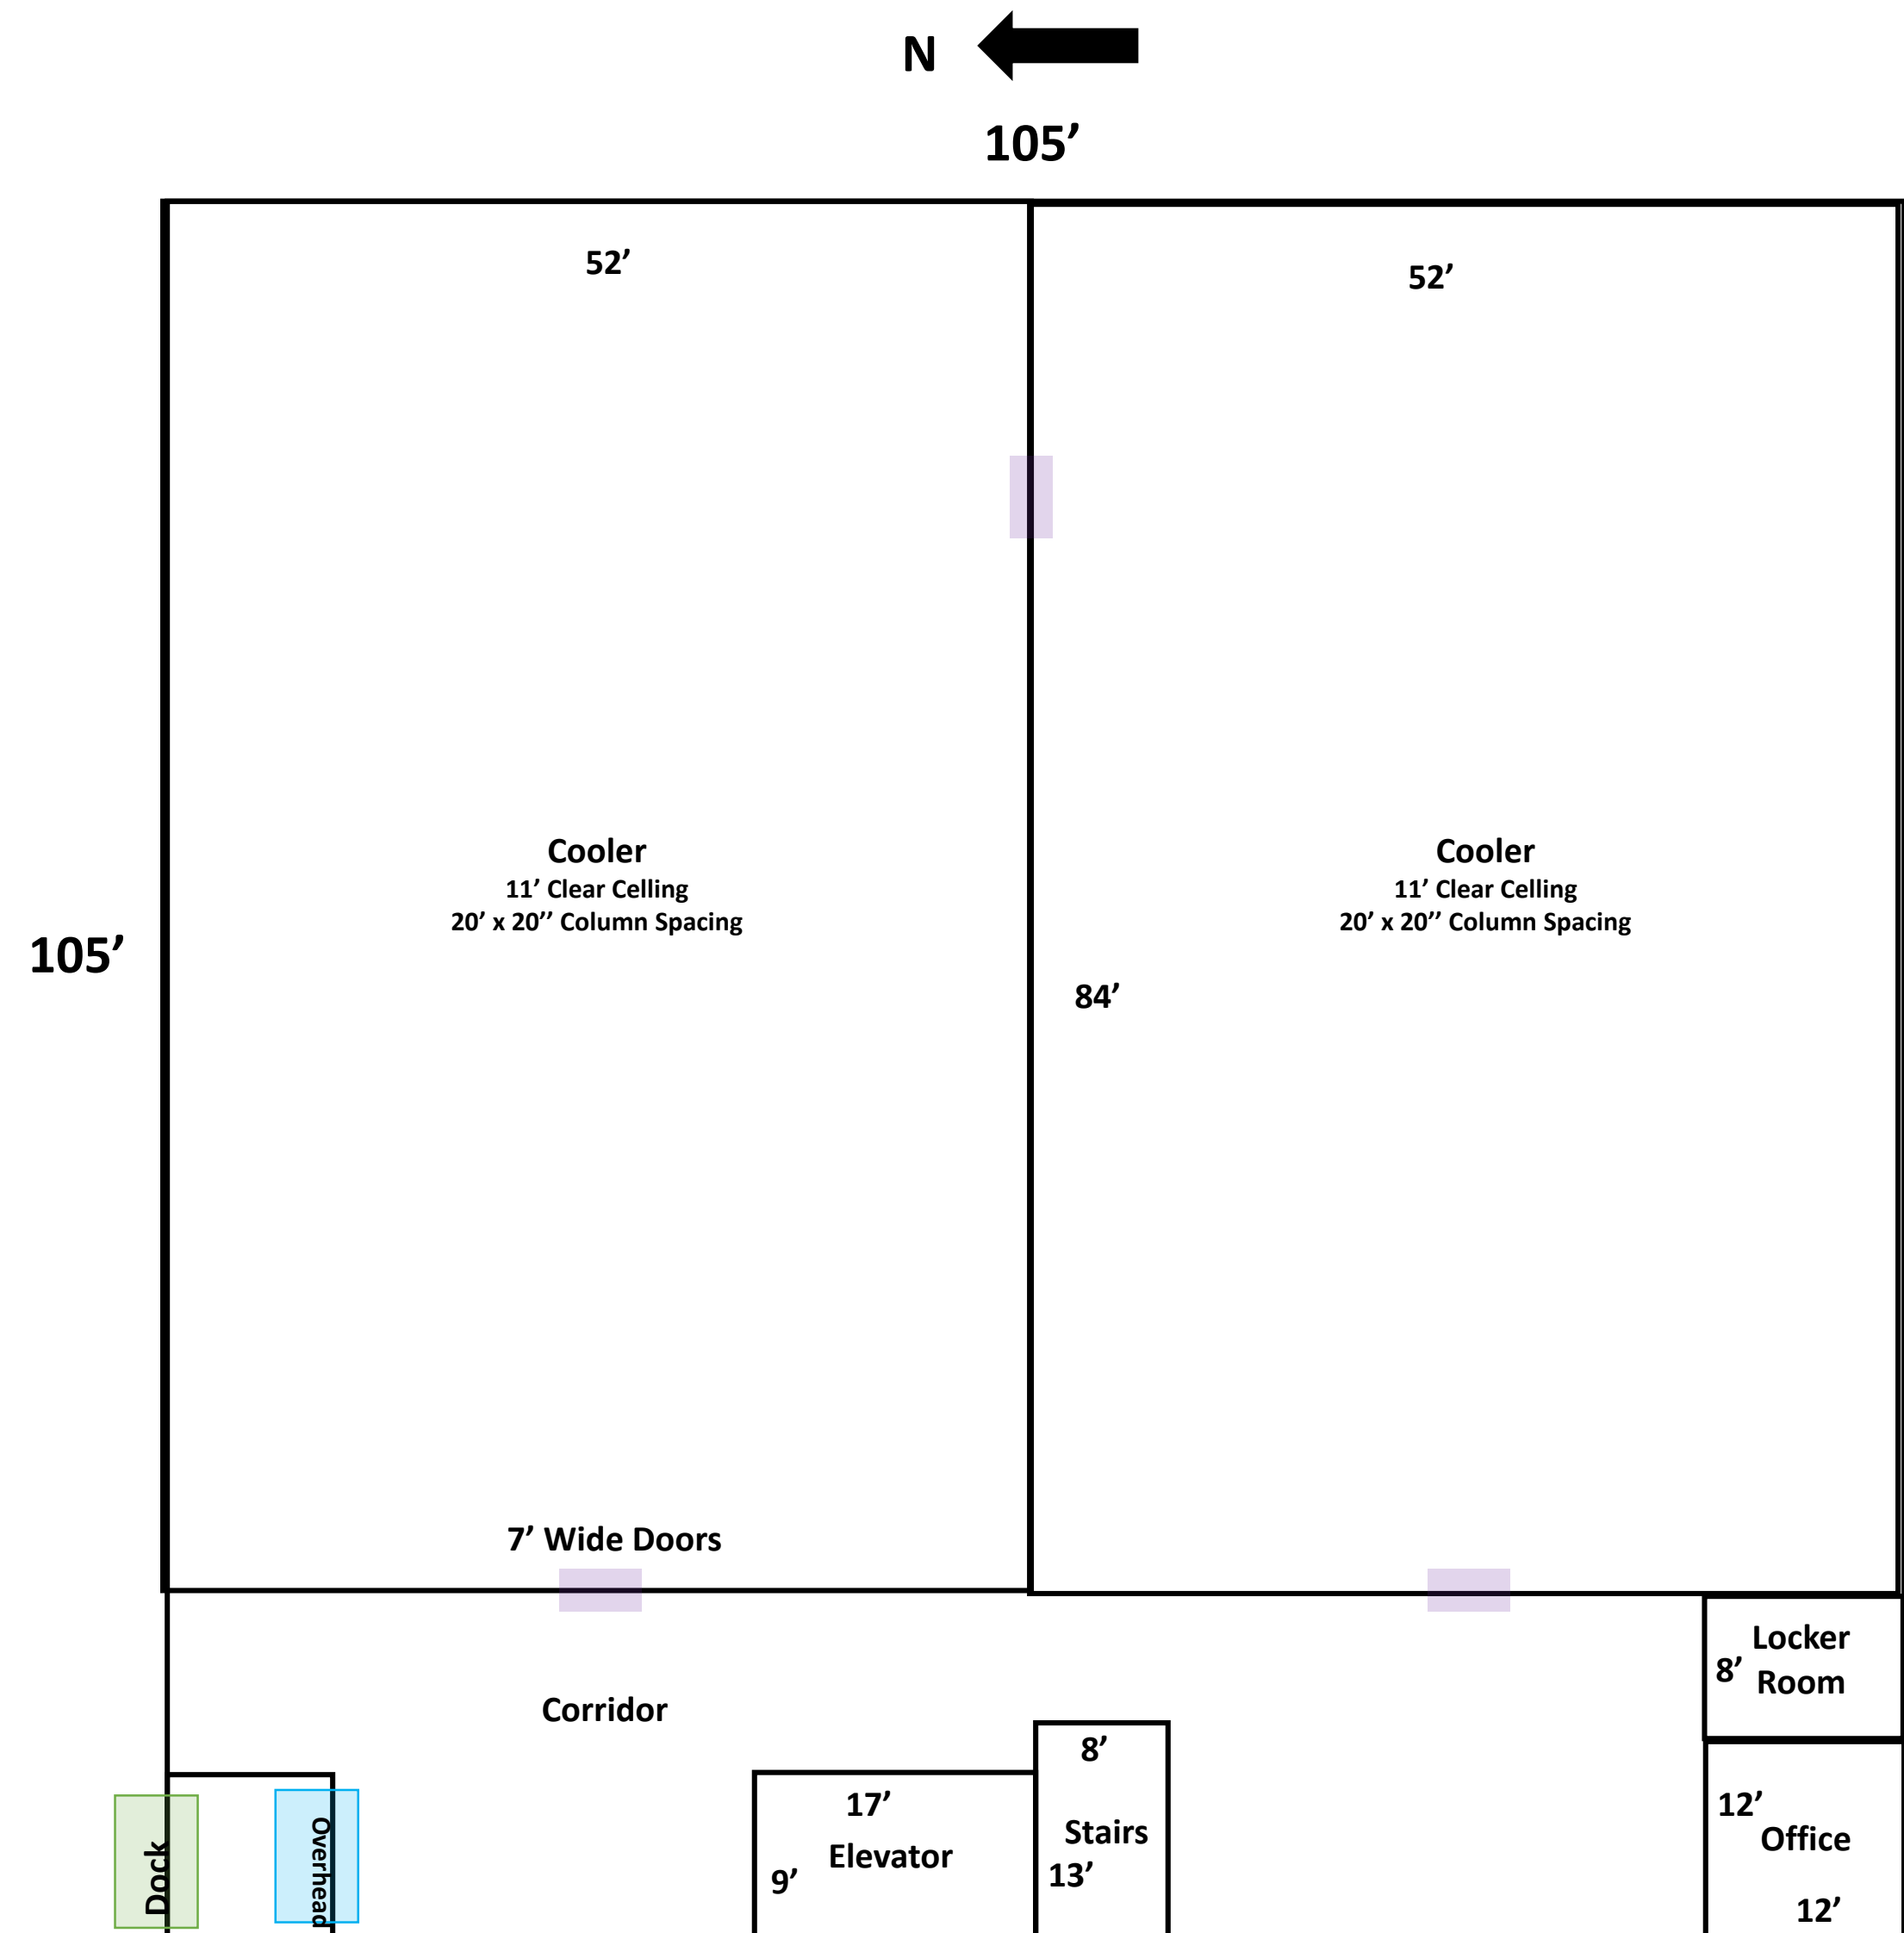 N
105’
52’
52’
Cooler
11’ Clear Celling
20’ x 20’’ Column Spacing
Cooler
11’ Clear Celling
20’ x 20’’ Column Spacing
105’
84’
7’ Wide Doors
Locker
Room
8’
Corridor
8’
17’
Stairs
13’
Elevator
9’
12’
Office
12’
Dock
Overhead